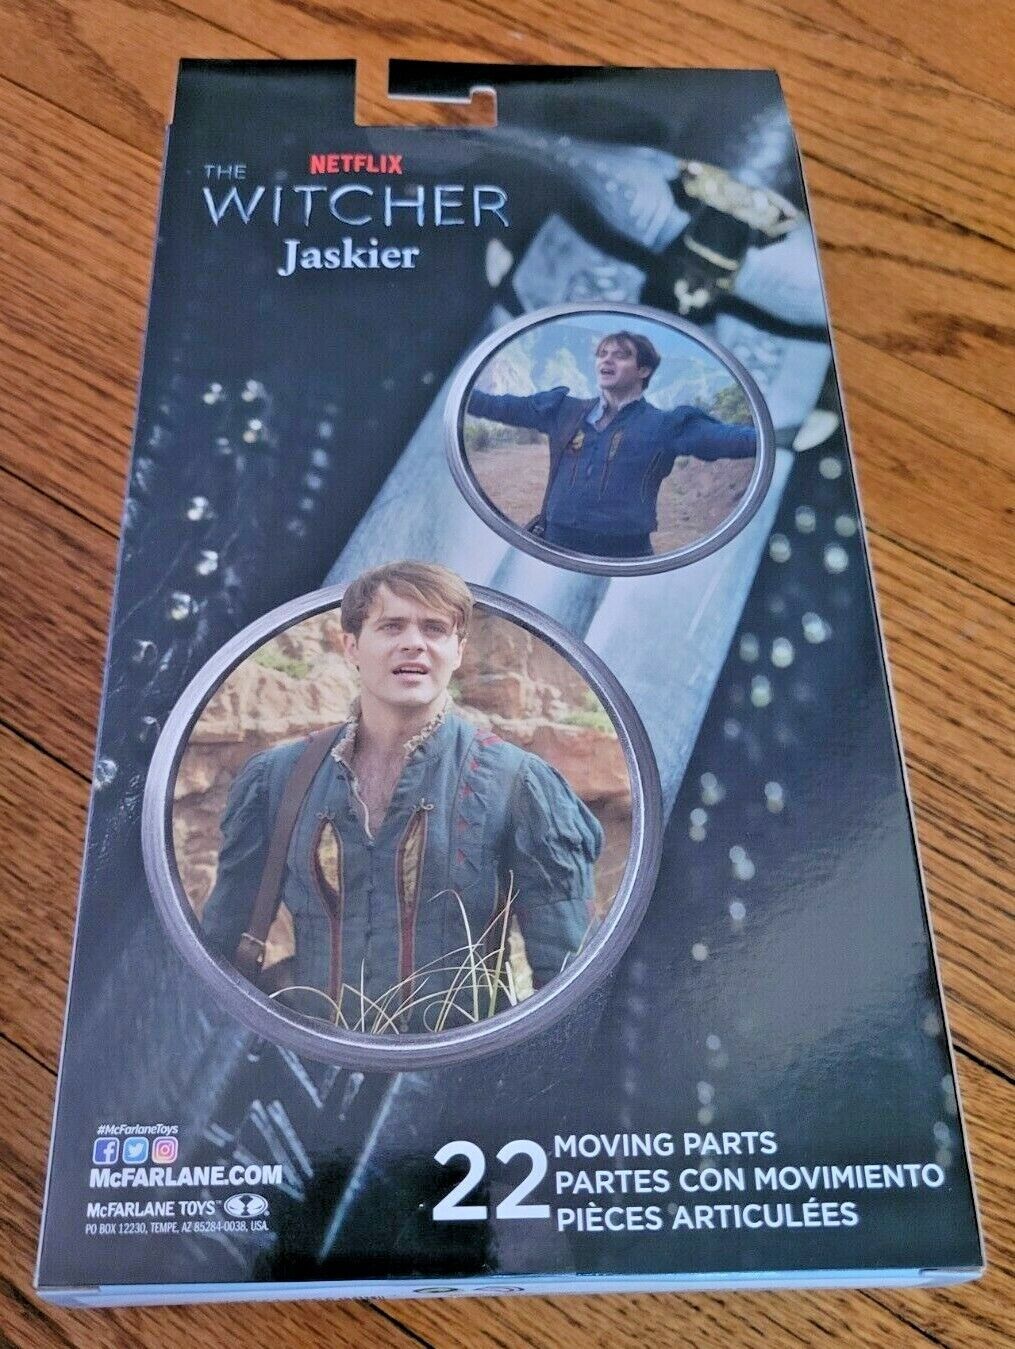 NETFLIX
THE
WITCHER
Jaskier
#McFarlaneToys
McFARLANE.COM
McFARLANE TOYS™
PO BOX 12230, TEMPE, AZ 85284-0038, USA.
22 MOVING PARTS
PARTES CON MOVIMIENTO
PIÈCES ARTICULÉES